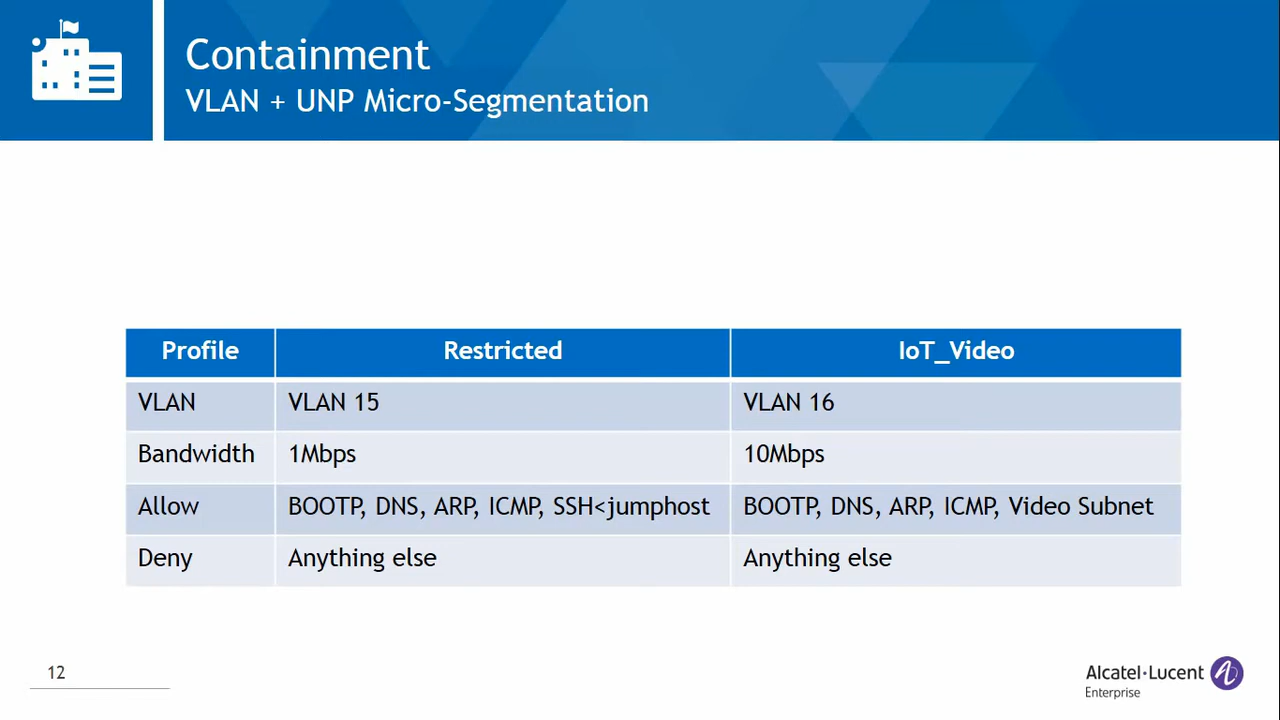 Containment
VLAN + UNP Micro-Segmentation
Profile Restricted IoT_Video
VLAN VLAN 15 VLAN 16
Bandwidth 1Mbps 10Mbps
Allow BOOTP, DNS, ARP, ICMP, SSH<jumphost BOOTP, DNS, ARP, ICMP, Video Subnet
Deny Anything else Anything else
12
Alcatel·Lucent
Enterprise